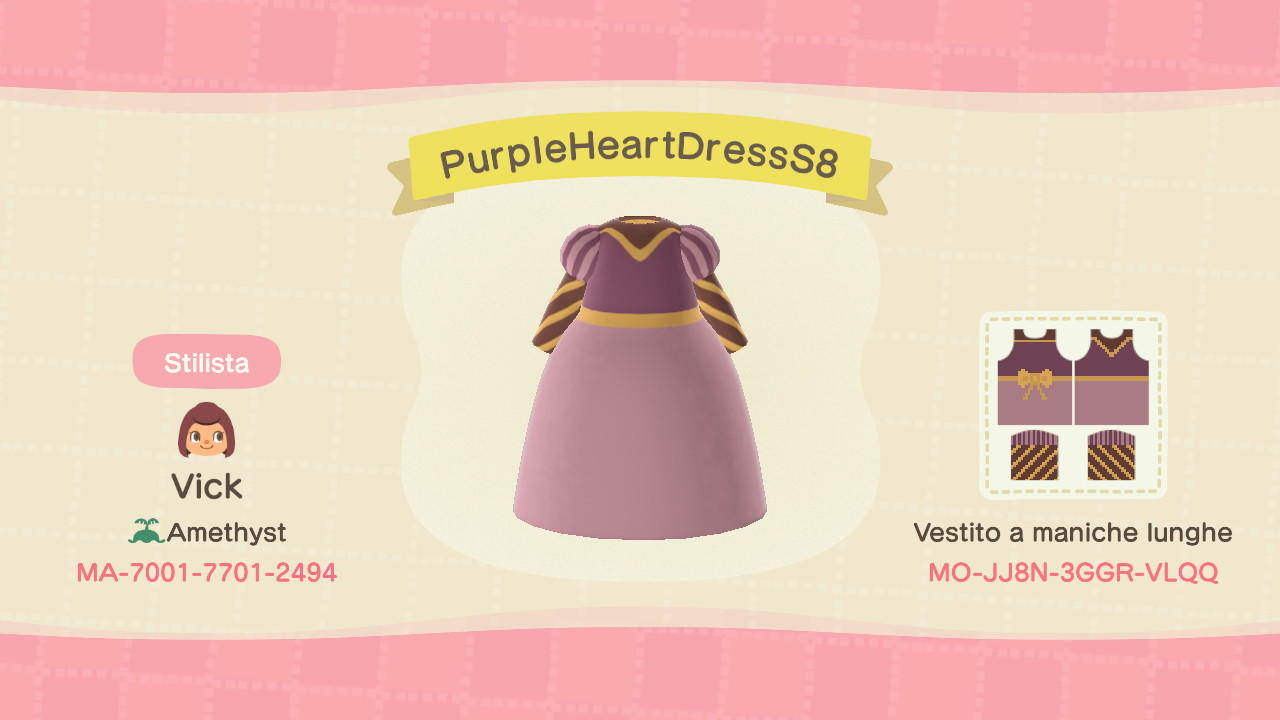 PurpleHeartDressS8
Stilista
Vick
Amethyst
MA-7001-7701-2494
Vestito a maniche lunghe
MO-JJ8N-3GGR-VLQQ